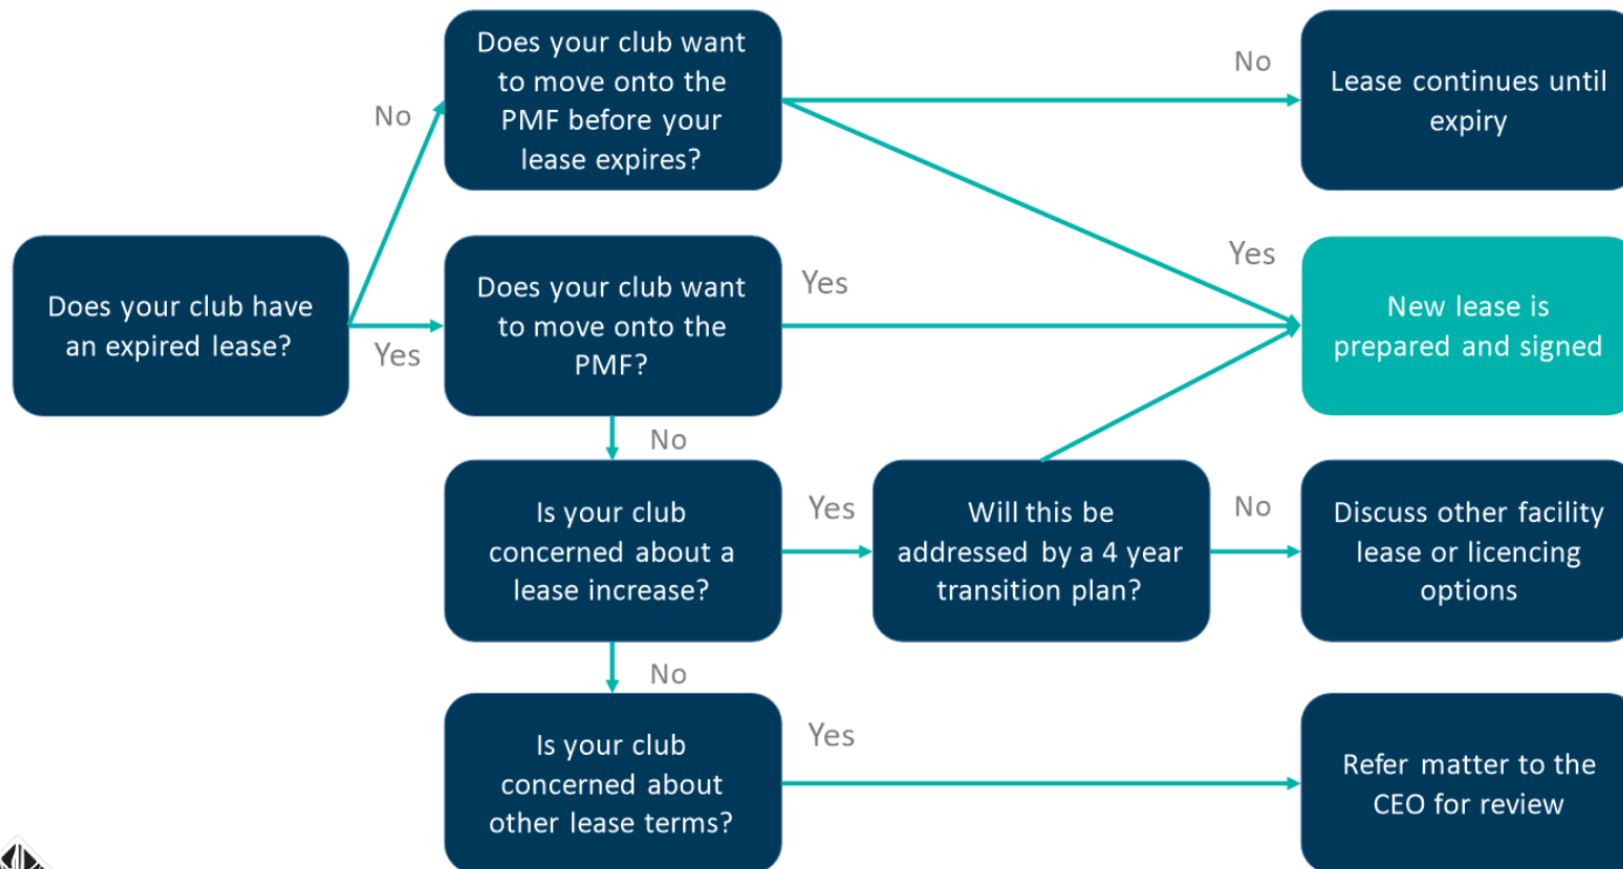 Does your club want
to move onto the
PMF before your
lease expires?
No
Lease continues until
expiry
No
Does your club have
an expired lease?
Yes
Does your club want
to move onto the
PMF?
Yes
Yes
New lease is
prepared and signed
No
Is your club
concerned about a
lease increase?
Yes
Will this be
addressed by a 4 year
transition plan?
No
Discuss other facility
lease or licencing
options
No
Is your club
concerned about
other lease terms?
Yes
Refer matter to the
CEO for review